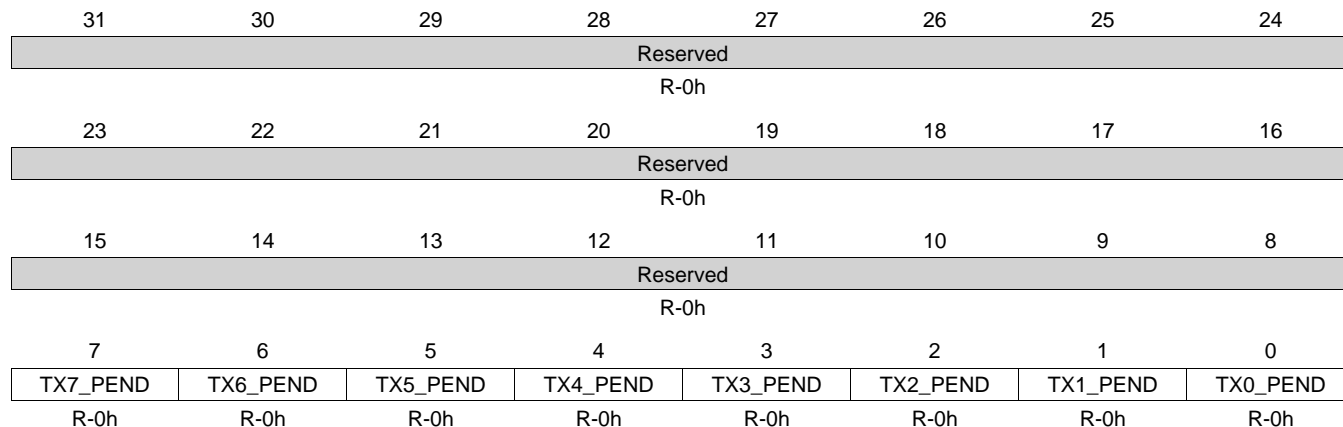 31 30 29 28 27 26 25 24
Reserved
R-0h
23 22 21 20 19 18 17 16
Reserved
R-0h
15 14 13 12 11 10 9 8
Reserved
R-0h
7 6 5 4 3 2 1 0
TX7_PEND TX6_PEND TX5_PEND TX4_PEND TX3_PEND TX2_PEND TX1_PEND TX0_PEND
R-0h R-0h R-0h R-0h R-0h R-0h R-0h R-0h